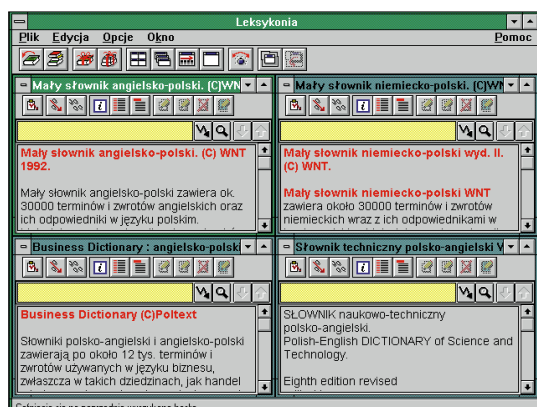 Leksykonia
Plik Edycja Opcje Okno Pomoc
Mały słownik angielsko-polski. (C)WN
Mały słownik angielsko-polski. (C) WNT
1992.
Mały słownik angielsko-polski zawiera ok.
30000 terminów i zwrotów angielskich oraz
ich odpowiedniki w języku polskim.
Mały słownik niemiecko-polski. (C)WN
Mały słownik niemiecko-polski wyd. II.
(C) WNT.
Mały słownik niemiecko-polski WNT
zawiera około 30000 terminów i zwrotów
niemieckich wraz z ich odpowiednikami w
Business Dictionary : angielsko-polski
Business Dictionary (C)Poltext
Słowniki polsko-angielski i angielsko-polski
zawierają po około 12 tys. terminów i
zwrotów używanych w języku biznesu,
zwłaszcza w takich dziedzinach, jak handel
Słownik techniczny polsko-angielski W
SŁOWNIK naukowo-techniczny
polsko-angielski.
Polish-English DICTIONARY of Science and
Technology.
Eighth edition revised